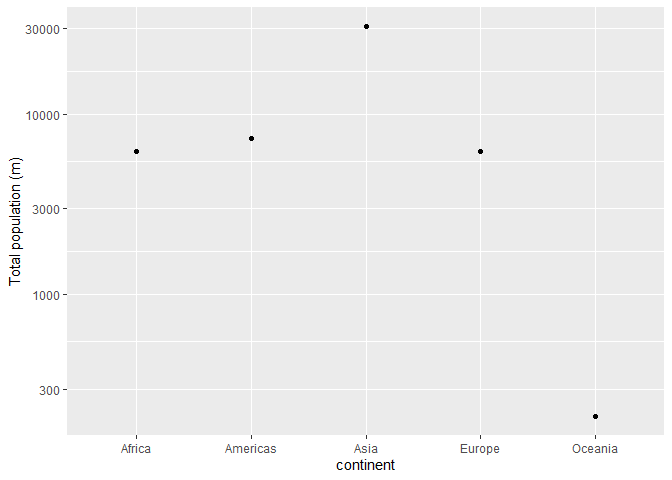 Total population (m)
30000
10000
3000
1000
300
Africa Americas Asia Europe Oceania
continent